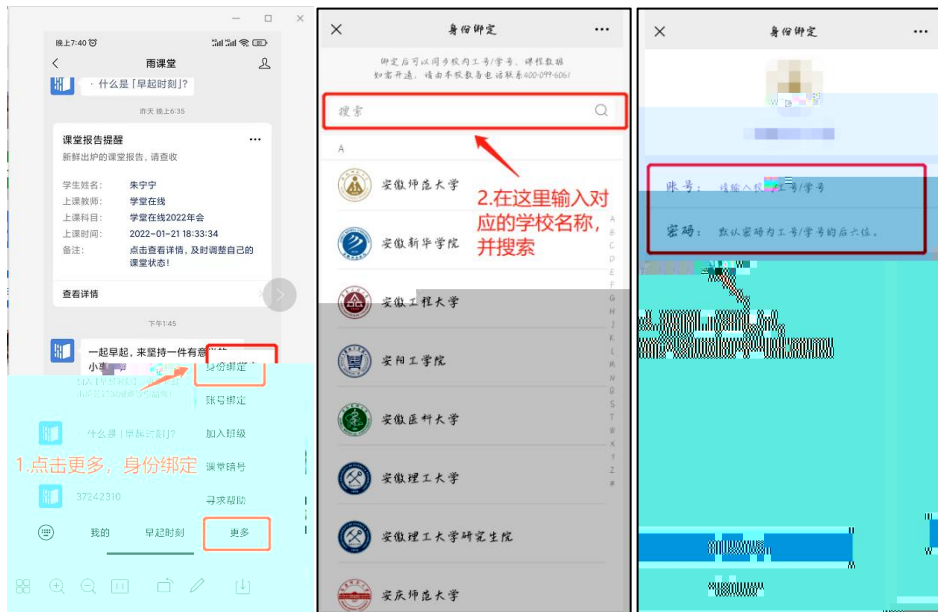 晚上7:40
雨课堂
· 什么是「早起时刻」?
昨天 晚上6:35
课堂报告提醒
新鲜出炉的课堂报告，请查收
学生姓名： 朱宁宁
上课教师： 学堂在线
上课科目： 学堂在线2022年会
上课时间： 2022-01-21 18:33:34
备注： 点击查看详情，及时调整自己的
课堂状态！
查看详情
下午1:45
一起早起，来坚持一件有意
小事
身份绑定
账号绑定
· 什么是「早起时刻」?
加入班级
1.点击更多，身份绑定
课堂暗号
37242310
寻求帮助
我的
早起时刻
更多
身份绑定
绑定后可以同步校内工号/学号、课程数据
如需开通，请由本校教务电话联系400-099-6061
搜索
A
安徽师范大学
2.在这里输入对
应的学校名称，
并搜索
安徽新华学院
安徽工程大学
安阳工学院
安徽医科大学
安徽理工大学
安徽理工大学研究生院
安庆师范大学
A
B
C
D
E
F
G
H
J
K
L
M
N
Q
S
T
W
X
Y
Z
#
身份绑定
账号： 请输入 工号/学号
密码： 默认密码为工号/学号的后六位。